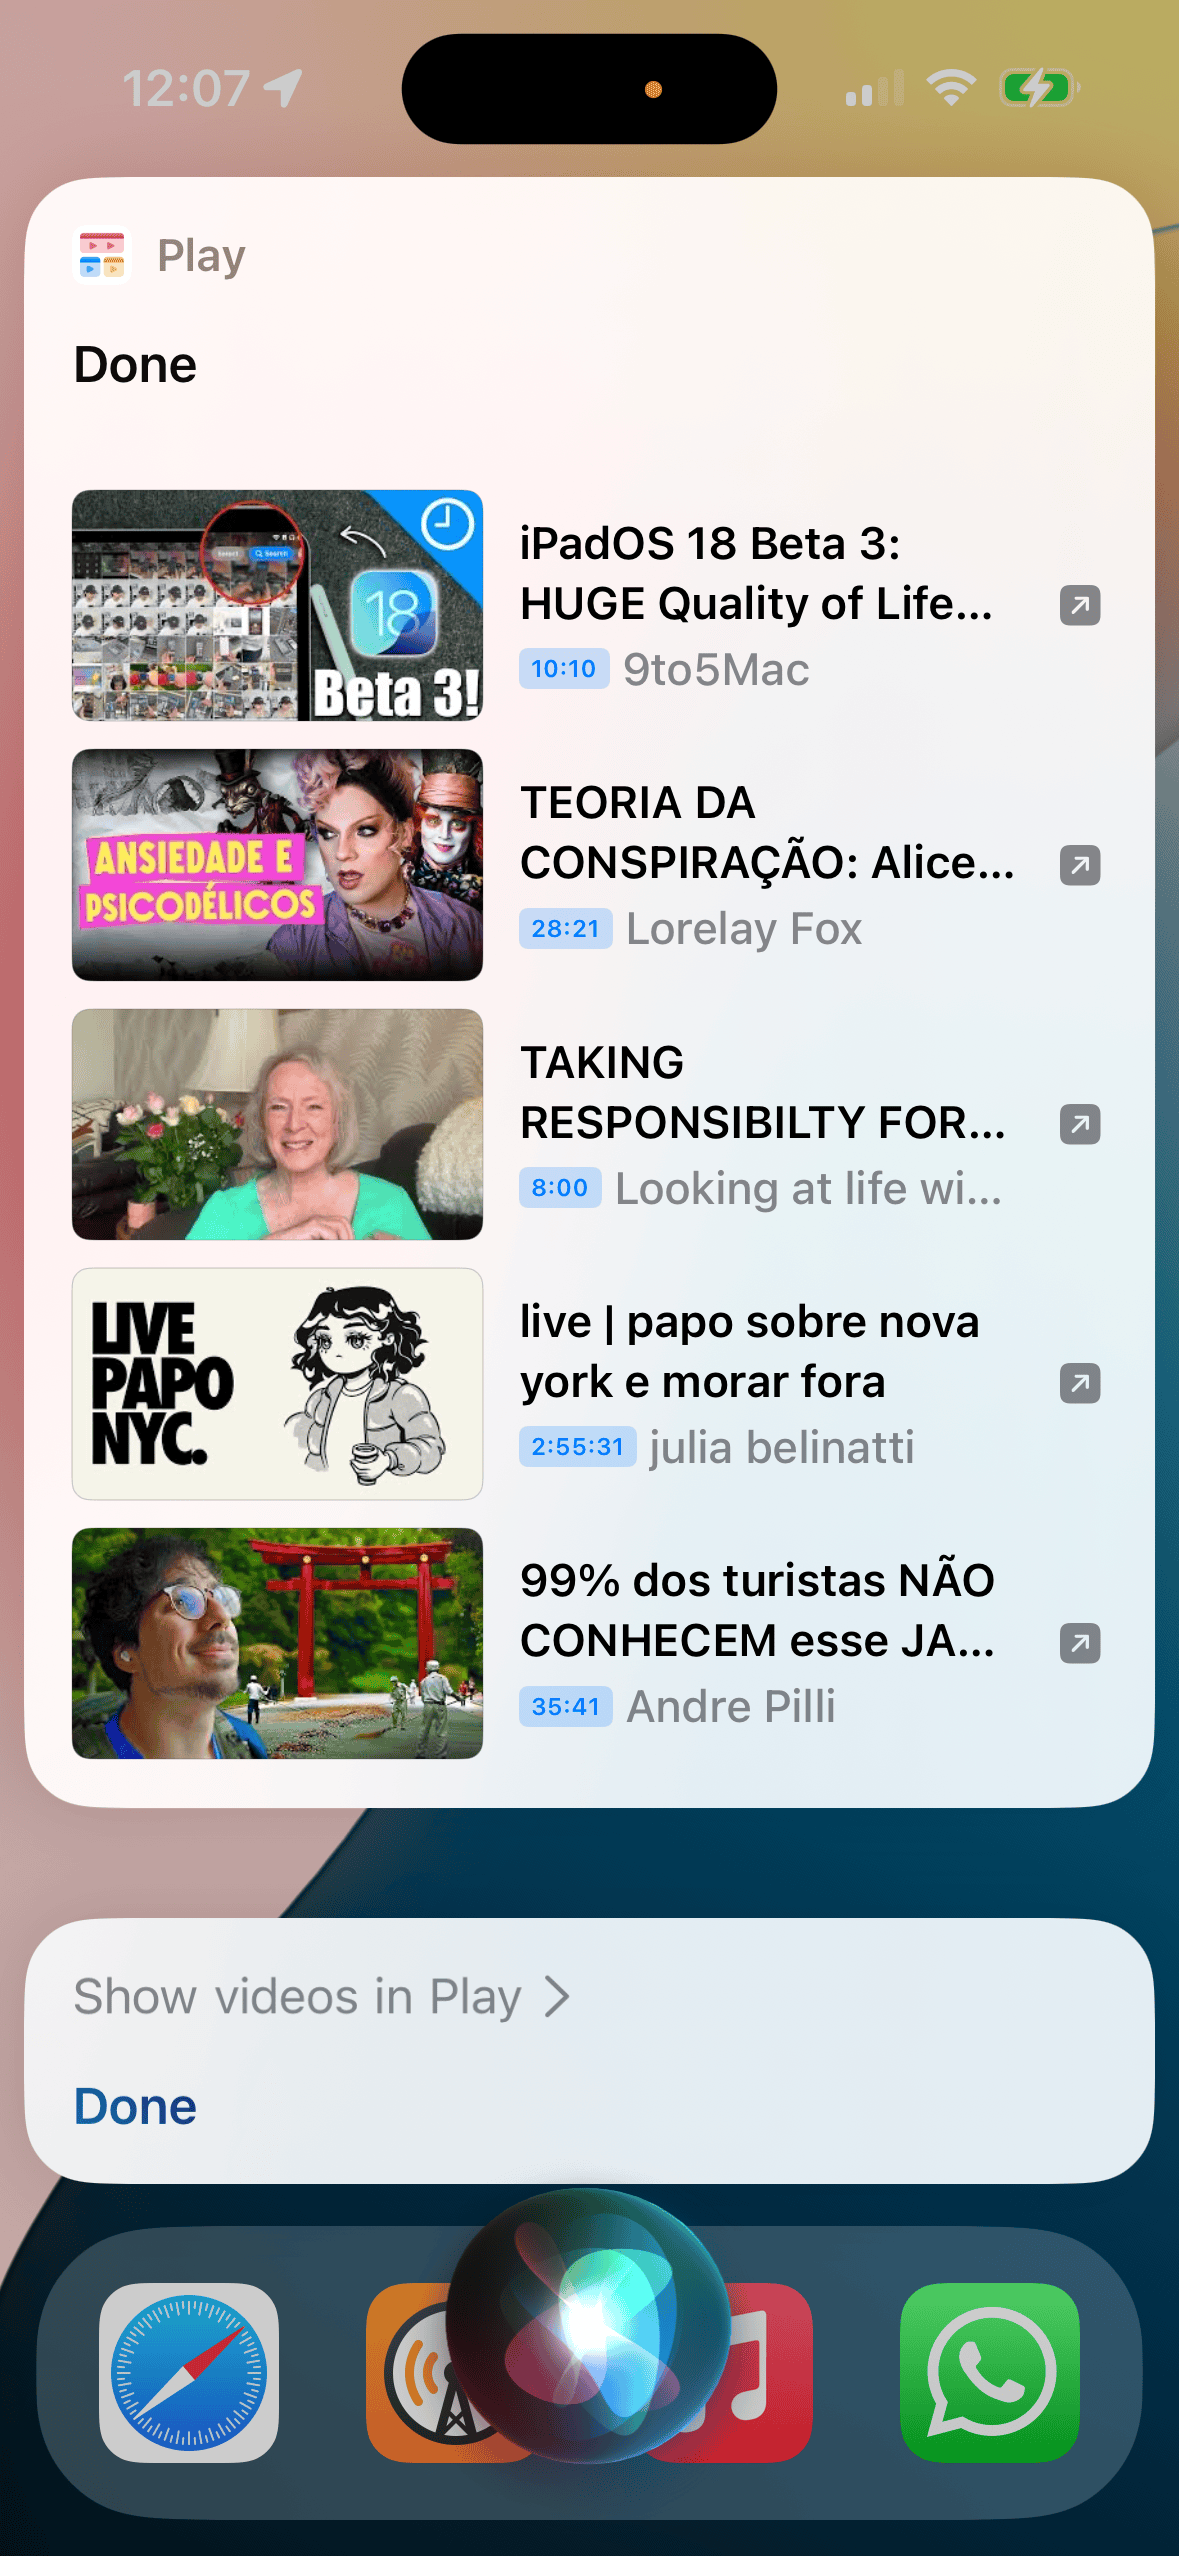 12:07
Play
Done
18
Beta 3!
iPadOS 18 Beta 3:
HUGE Quality of Life...
10:10 9to5Mac
ANSIEDADE E
PSICODÉLICOS
TEORIA DA
CONSPIRAÇÃO: Alice...
28:21 Lorelay Fox
TAKING
RESPONSIBILTY FOR...
8:00 Looking at life wi...
LIVE
PAPO
NYC.
live | papo sobre nova
york e morar fora
2:55:31 julia belinatti
99% dos turistas NÃO
CONHECEM esse JA...
35:41 Andre Pilli
Show videos in Play
Done